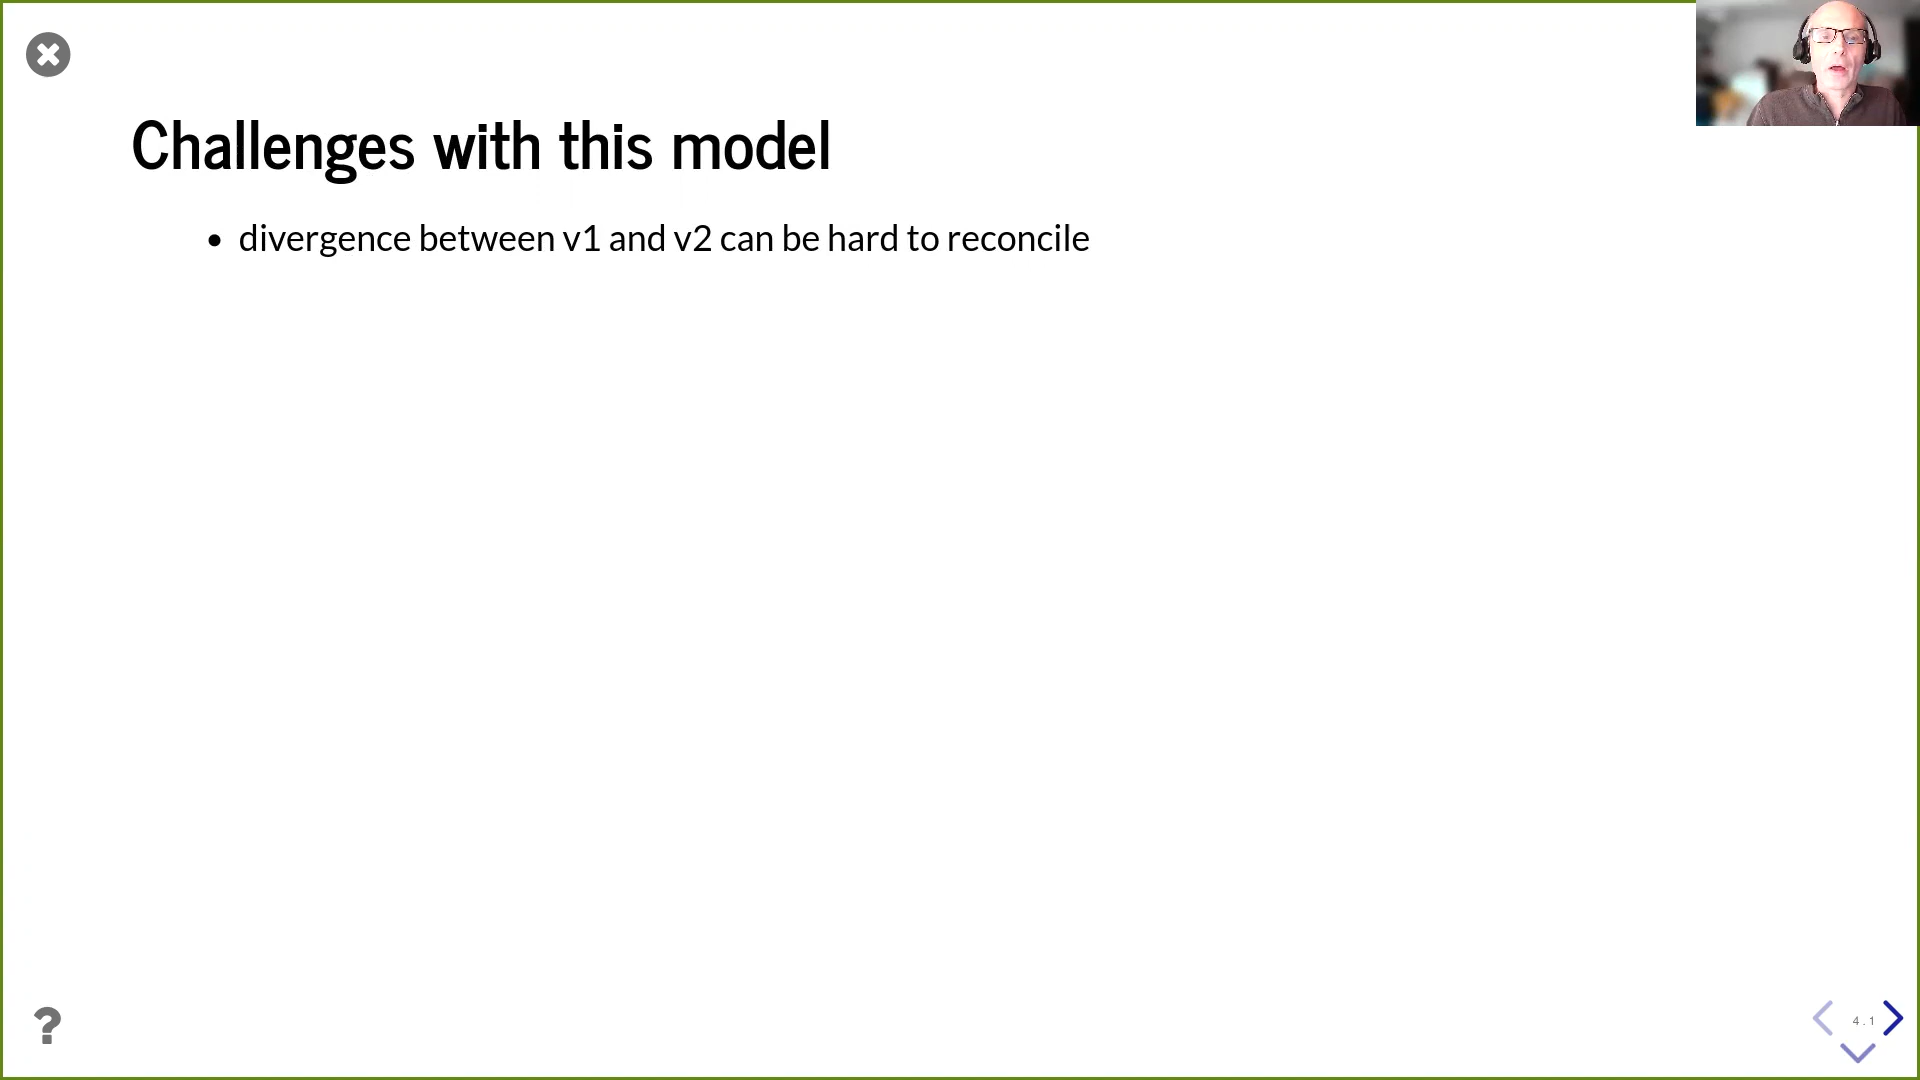 Challenges with this model
• divergence between v1 and v2 can be hard to reconcile
?
4.1